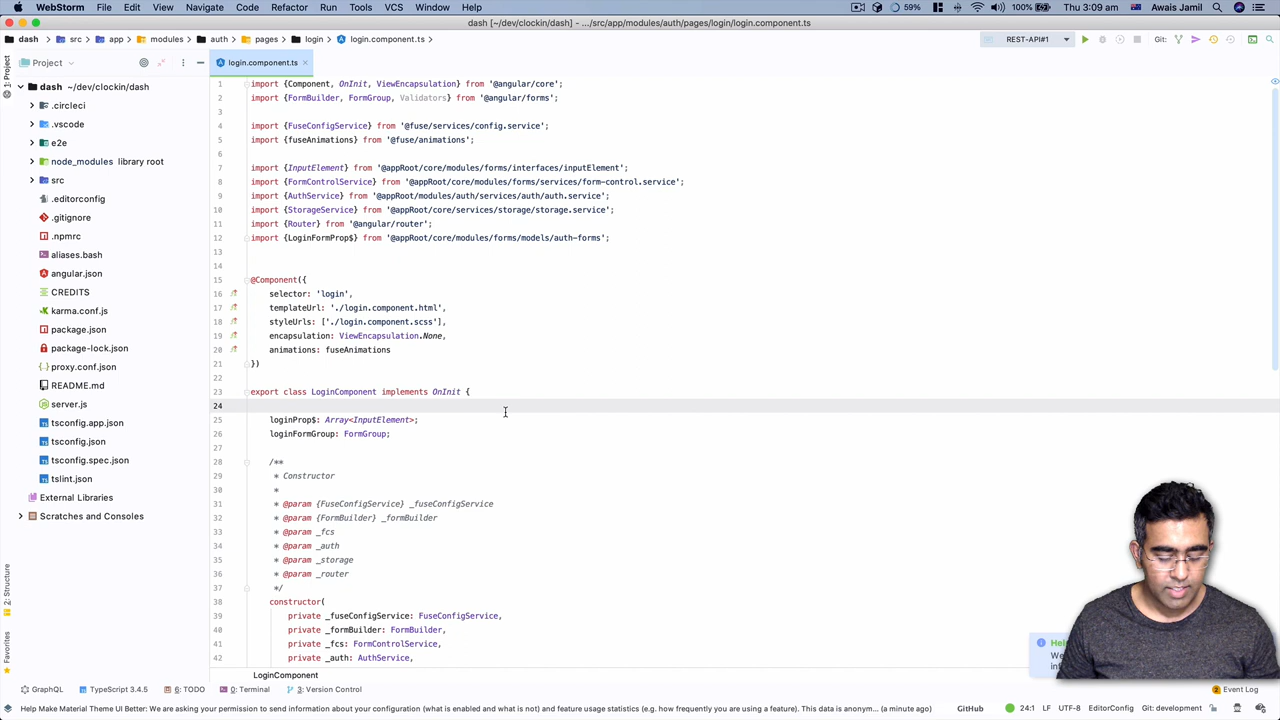 WebStorm File Edit View Navigate Code Refactor Run Tools VCS Window Help 59% Thu 3:09 am Awais Jamil
dash [~/dev/clockin/dash] - .../src/app/modules/auth/pages/login/login.component.ts
dash src app modules auth pages login login.component.ts REST-API#1 Git:
1: Project
Project
login.component.ts
dash ~/dev/clockin/dash
.circleci
.vscode
e2e
node_modules library root
src
.editorconfig
.gitignore
.npmrc
aliases.bash
angular.json
CREDITS
karma.conf.js
package.json
package-lock.json
proxy.conf.json
README.md
server.js
tsconfig.app.json
tsconfig.json
tsconfig.spec.json
tslint.json
External Libraries
Scratches and Consoles
2: Structure
Favorites
1 import {Component, OnInit, ViewEncapsulation} from '@angular/core';
2 import {FormBuilder, FormGroup, Validators} from '@angular/forms';
3
4 import {FuseConfigService} from '@fuse/services/config.service';
5 import {fuseAnimations} from '@fuse/animations';
6
7 import {InputElement} from '@appRoot/core/modules/forms/interfaces/inputElement';
8 import {FormControlService} from '@appRoot/core/modules/forms/services/form-control.service';
9 import {AuthService} from '@appRoot/modules/auth/services/auth/auth.service';
10 import {StorageService} from '@appRoot/core/services/storage/storage.service';
11 import {Router} from '@angular/router';
12 import {LoginFormProp$} from '@appRoot/core/modules/forms/models/auth-forms';
13
14
15 @Component({
16 selector: 'login',
17 templateUrl: './login.component.html',
18 styleUrls: ['./login.component.scss'],
19 encapsulation: ViewEncapsulation.None,
20 animations: fuseAnimations
21 })
22
23 export class LoginComponent implements OnInit {
24
25 loginProp$: Array<InputElement>;
26 loginFormGroup: FormGroup;
27
28 /**
29 * Constructor
30 *
31 * @param {FuseConfigService} _fuseConfigService
32 * @param {FormBuilder} _formBuilder
33 * @param _fcs
34 * @param _auth
35 * @param _storage
36 * @param _router
37 */
38 constructor(
39 private _fuseConfigService: FuseConfigService,
40 private _formBuilder: FormBuilder,
41 private _fcs: FormControlService,
42 private _auth: AuthService,
LoginComponent
GraphQL TypeScript 3.4.5 6: TODO 0: Terminal 3: Version Control 2 Event Log
Help Make Material Theme UI Better: We are asking your permission to send information about your configuration (what is enabled and what is not) and feature usage statistics (e.g. how frequently you are using a feature). This data is anonym... (a minute ago) GitHub 24:1 LF UTF-8 EditorConfig Git: development